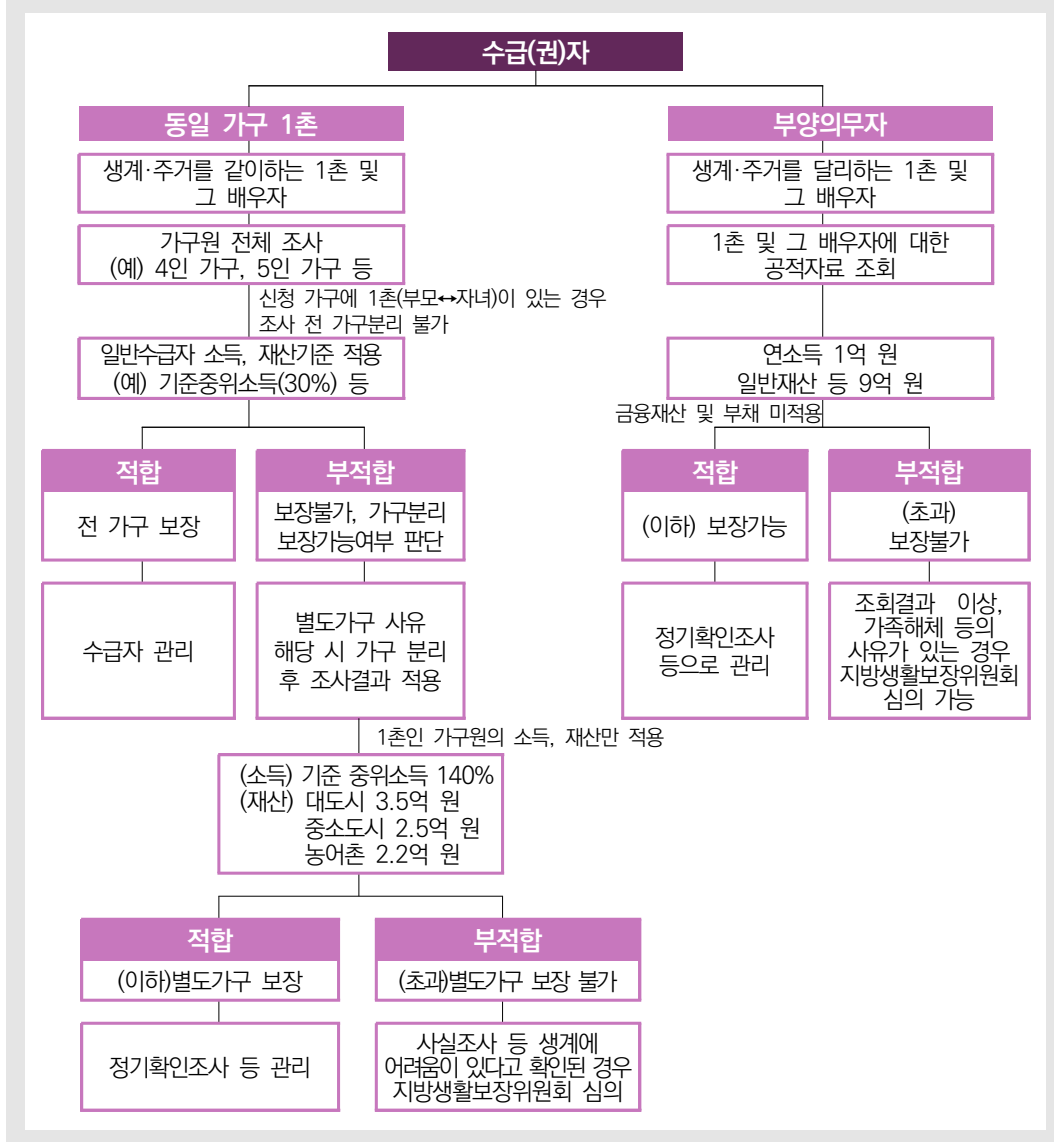 수급(권)자
동일 가구 1촌
부양의무자
생계·주거를 같이하는 1촌 및
그 배우자
생계·주거를 달리하는 1촌 및
그 배우자
가구원 전체 조사
(예) 4인 가구, 5인 가구 등
1촌 및 그 배우자에 대한
공적자료 조회
신청 가구에 1촌(부모↔자녀)이 있는 경우
조사 전 가구분리 불가
일반수급자 소득, 재산기준 적용
(예) 기준중위소득(30%) 등
연소득 1억 원
일반재산 등 9억 원
금융재산 및 부채 미적용
적합
전 가구 보장
부적합
보장불가, 가구분리
보장가능여부 판단
적합
(이하) 보장가능
부적합
(초과)
보장불가
수급자 관리
별도가구 사유
해당 시 가구 분리
후 조사결과 적용
정기확인조사
등으로 관리
조회결과 이상,
가족해체 등의
사유가 있는 경우
지방생활보장위원회
심의 가능
1촌인 가구원의 소득, 재산만 적용
(소득) 기준 중위소득 140%
(재산) 대도시 3.5억 원
중소도시 2.5억 원
농어촌 2.2억 원
적합
(이하)별도가구 보장
부적합
(초과)별도가구 보장 불가
정기확인조사 등 관리
사실조사 등 생계에
어려움이 있다고 확인된 경우
지방생활보장위원회 심의